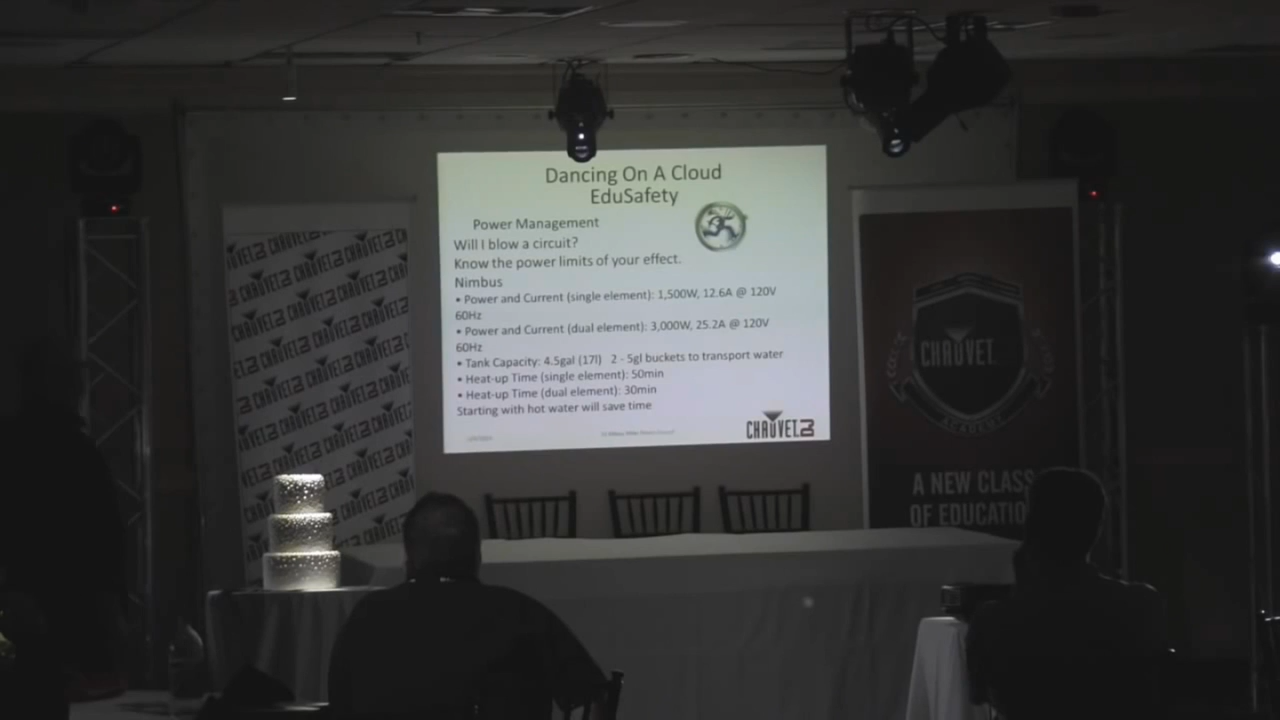 Dancing On A Cloud
EduSafety
Power Management
Will I blow a circuit?
Know the power limits of your effect.
Nimbus
• Power and Current (single element): 1,500W, 12.6A @ 120V
60Hz
• Power and Current (dual element): 3,000W, 25.2A @ 120V
60Hz
• Tank Capacity: 4.5gal (17l) 2 - 5gl buckets to transport water
• Heat-up Time (single element): 50min
• Heat-up Time (dual element): 30min
Starting with hot water will save time
CHAUVET
CHAUVET
CHAUVET
ACADEMY
A NEW CLASS
OF EDUCATIO